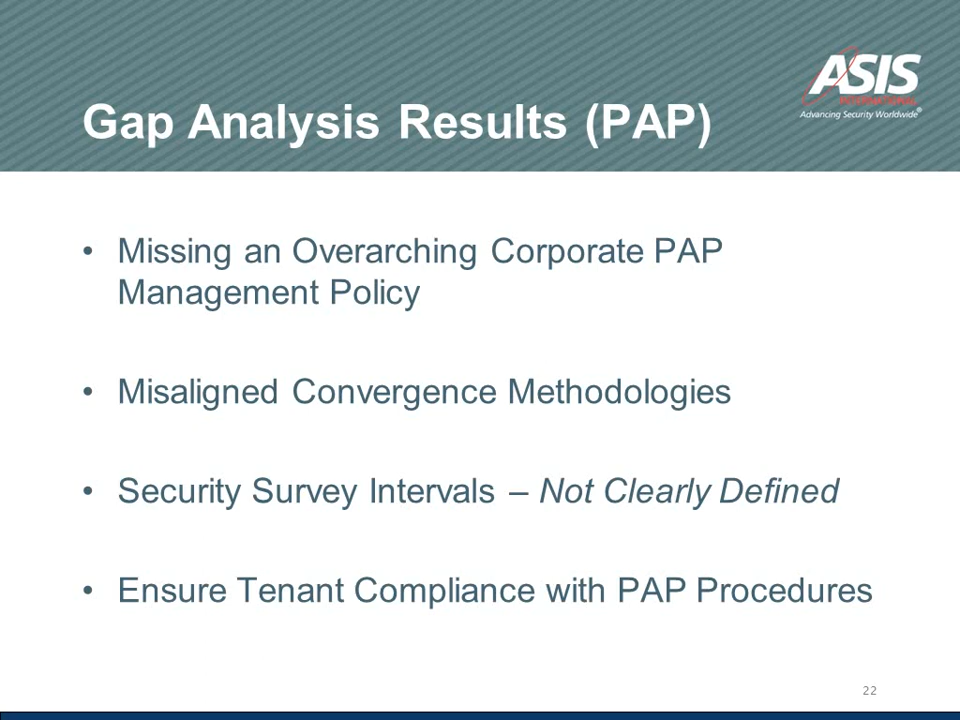 Gap Analysis Results (PAP)
ASIS
INTERNATIONAL
Advancing Security Worldwide®
• Missing an Overarching Corporate PAP
Management Policy
• Misaligned Convergence Methodologies
• Security Survey Intervals – Not Clearly Defined
• Ensure Tenant Compliance with PAP Procedures
22